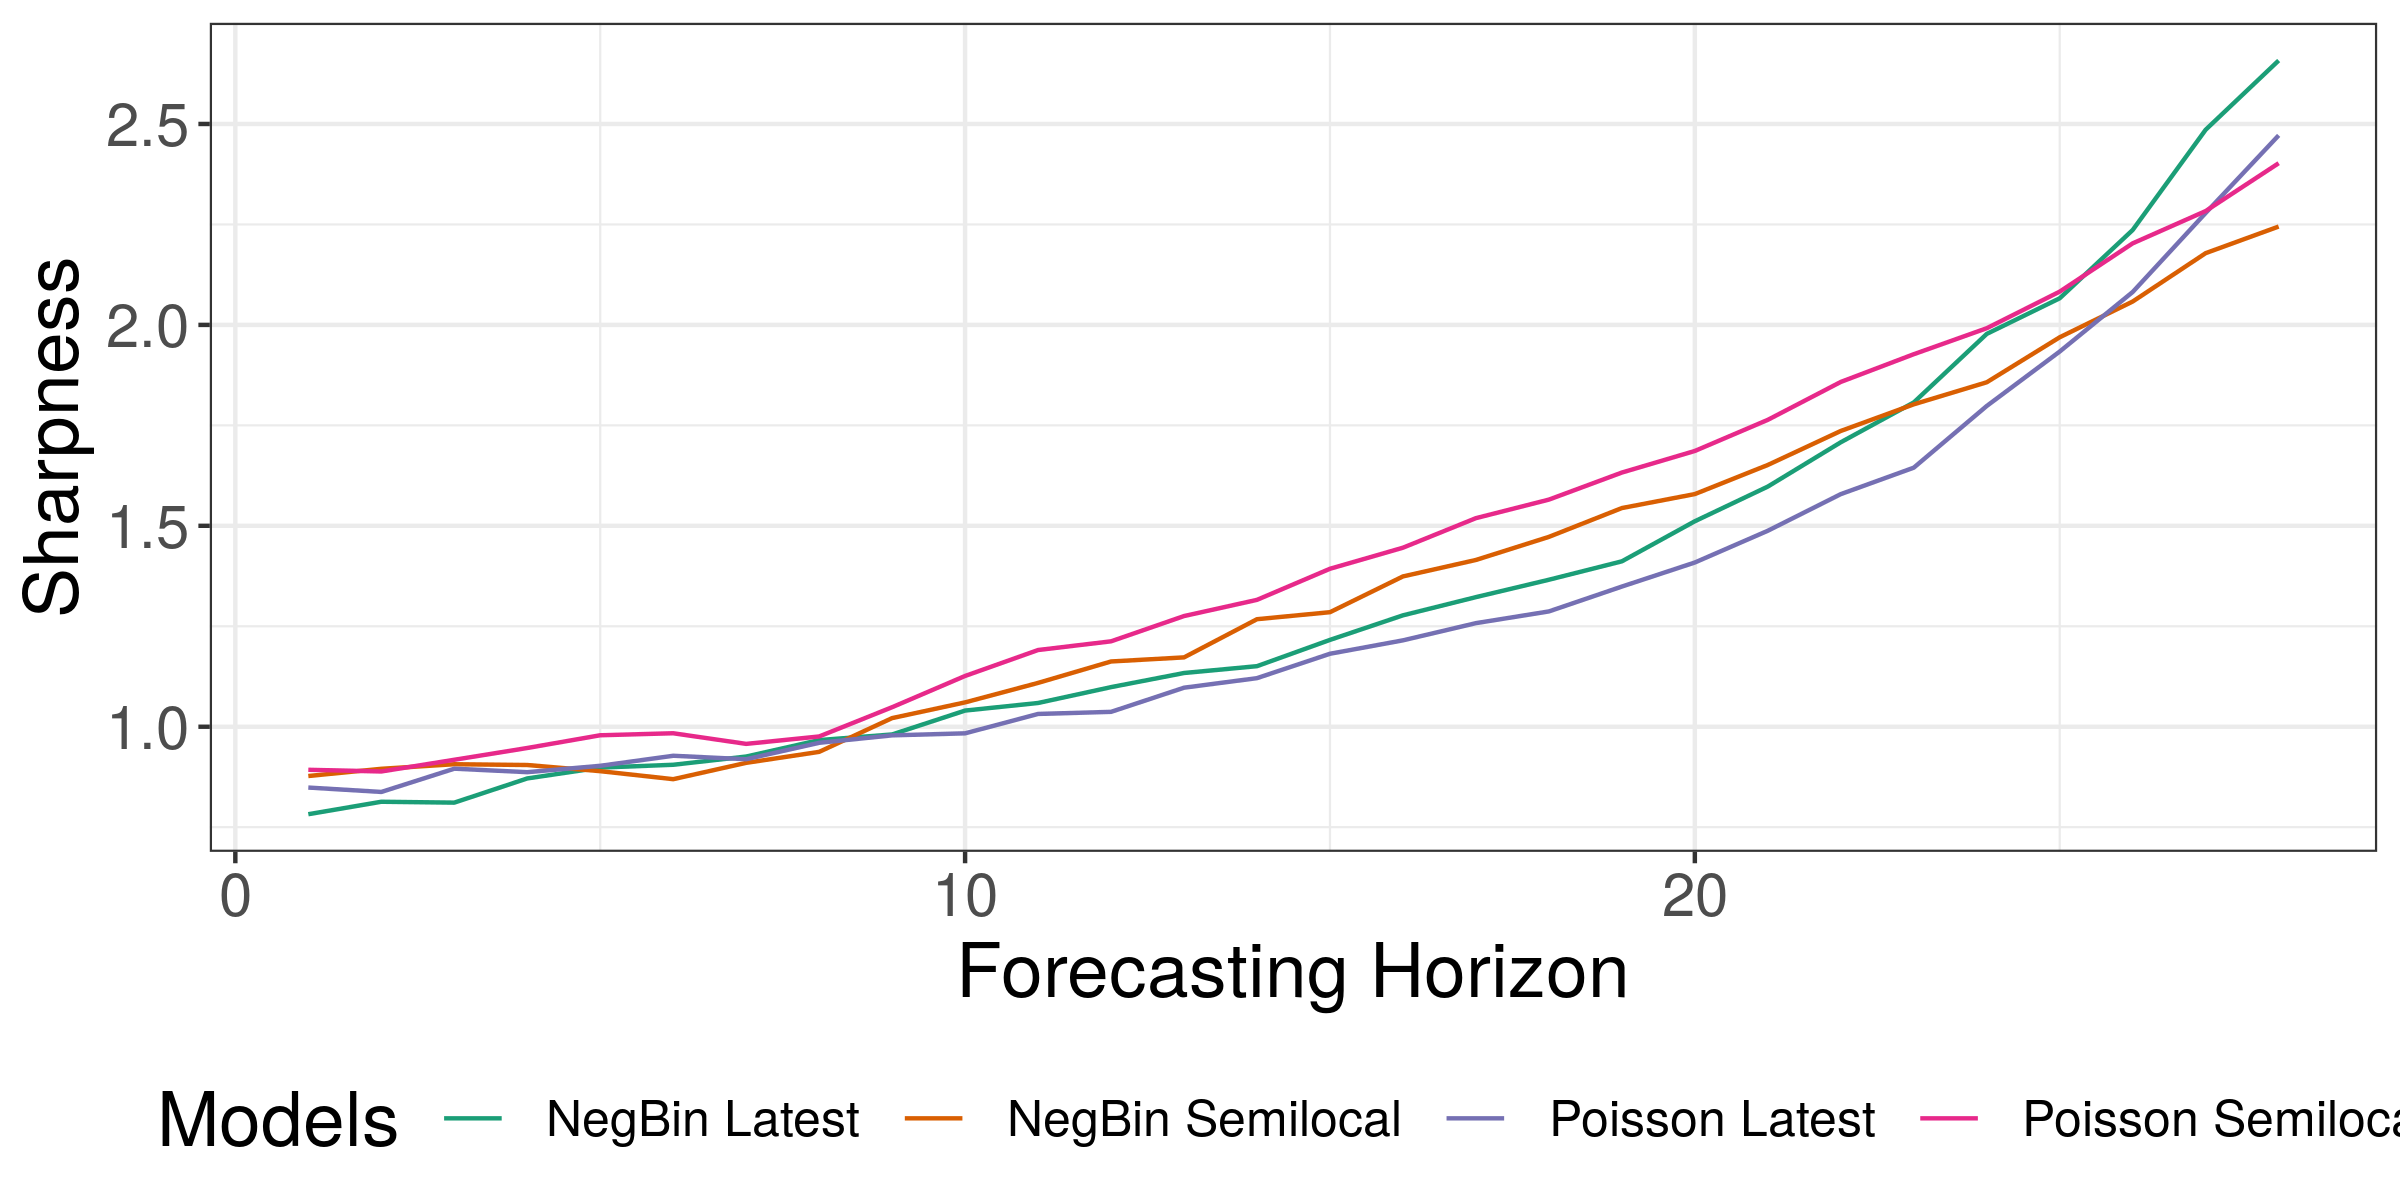 Sharpness
2.5
2.0
1.5
1.0
0 10 20
Forecasting Horizon
Models NegBin Latest NegBin Semilocal Poisson Latest Poisson